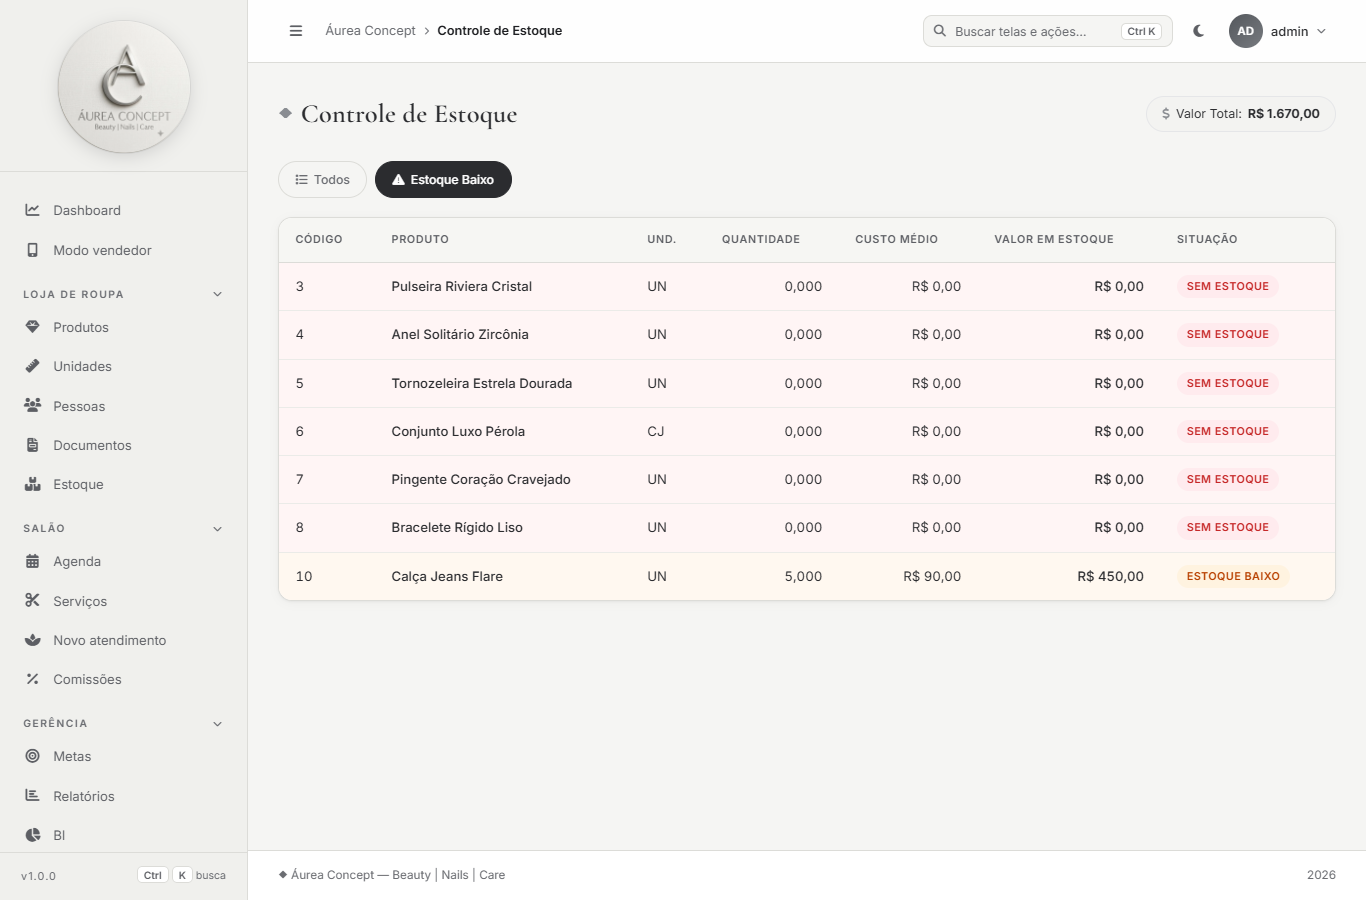 ÁUREA CONCEPT
Beauty | Nails | Care
Dashboard
Modo vendedor
LOJA DE ROUPA
Produtos
Unidades
Pessoas
Documentos
Estoque
SALÃO
Agenda
Serviços
Novo atendimento
Comissões
GERÊNCIA
Metas
Relatórios
BI
v1.0.0 Ctrl K busca
Áurea Concept › Controle de Estoque
Buscar telas e ações... Ctrl K
AD admin
Controle de Estoque
$ Valor Total: R$ 1.670,00
Todos Estoque Baixo
CÓDIGO PRODUTO UND. QUANTIDADE CUSTO MÉDIO VALOR EM ESTOQUE SITUAÇÃO
3 Pulseira Riviera Cristal UN 0,000 R$ 0,00 R$ 0,00 SEM ESTOQUE
4 Anel Solitário Zircônia UN 0,000 R$ 0,00 R$ 0,00 SEM ESTOQUE
5 Tornozeleira Estrela Dourada UN 0,000 R$ 0,00 R$ 0,00 SEM ESTOQUE
6 Conjunto Luxo Pérola CJ 0,000 R$ 0,00 R$ 0,00 SEM ESTOQUE
7 Pingente Coração Cravejado UN 0,000 R$ 0,00 R$ 0,00 SEM ESTOQUE
8 Bracelete Rígido Liso UN 0,000 R$ 0,00 R$ 0,00 SEM ESTOQUE
10 Calça Jeans Flare UN 5,000 R$ 90,00 R$ 450,00 ESTOQUE BAIXO
◆ Áurea Concept — Beauty | Nails | Care
2026